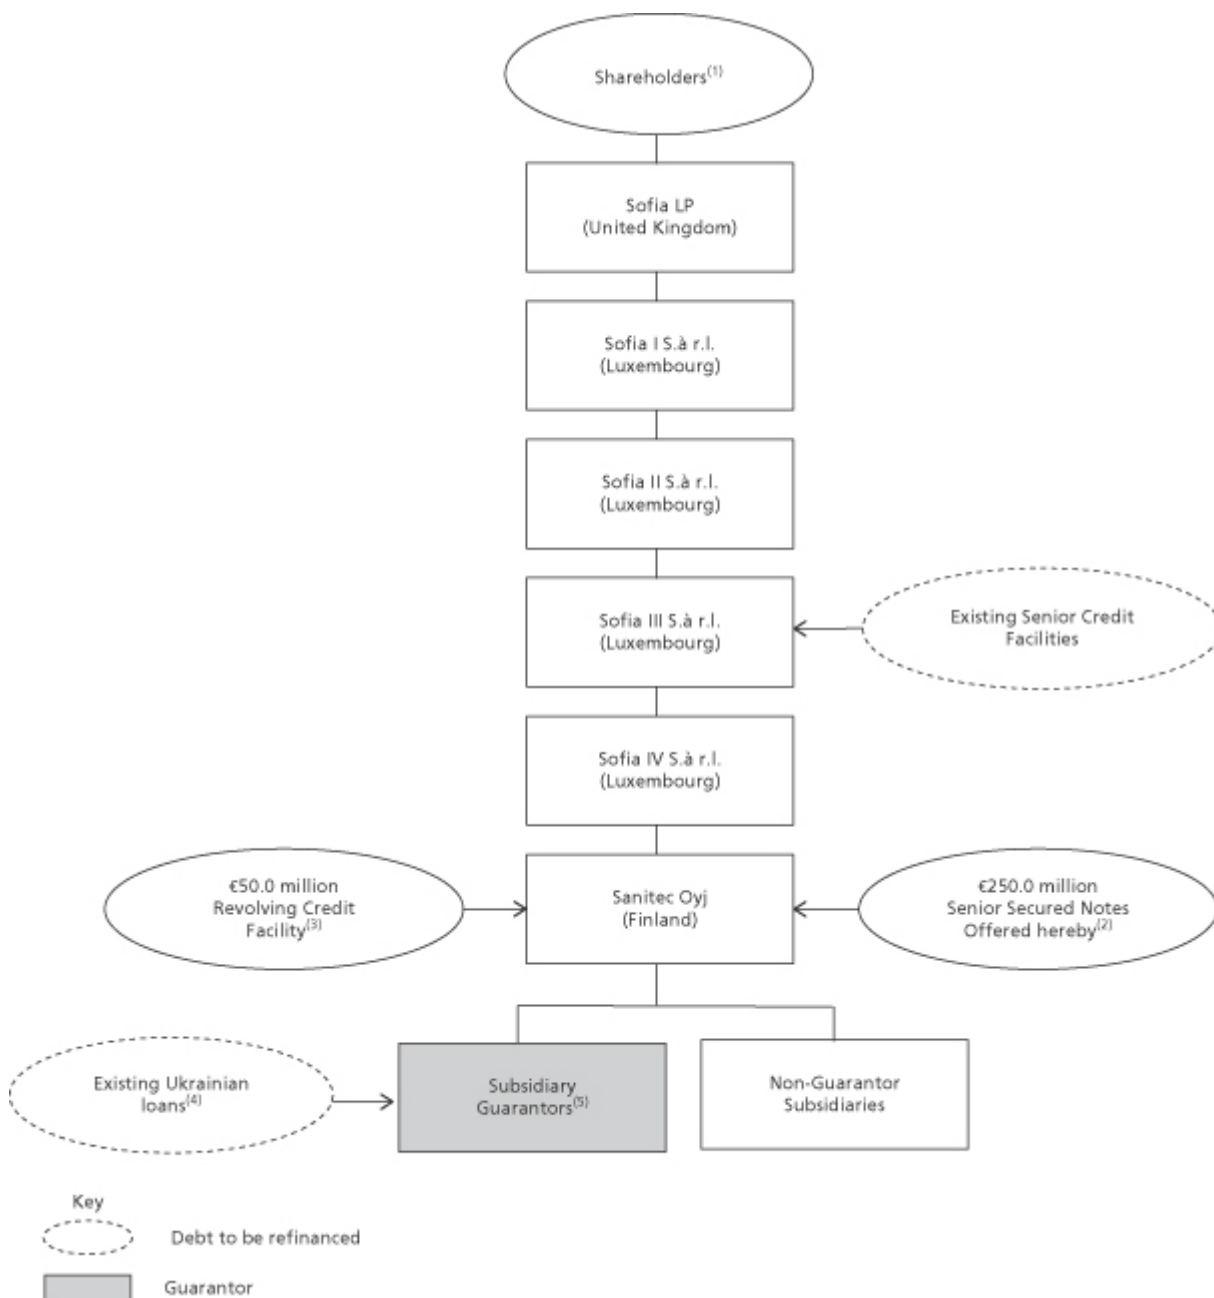 Shareholders(1)
Sofia LP
(United Kingdom)
Sofia I S.à r.l.
(Luxembourg)
Sofia II S.à r.l.
(Luxembourg)
Sofia III S.à r.l.
(Luxembourg)
Existing Senior Credit
Facilities
Sofia IV S.à r.l.
(Luxembourg)
€50.0 million
Revolving Credit
Facility(3)
Sanitec Oyj
(Finland)
€250.0 million
Senior Secured Notes
Offered hereby(2)
Existing Ukrainian
loans(4)
Subsidiary
Guarantors(5)
Non-Guarantor
Subsidiaries
Key
Debt to be refinanced
Guarantor